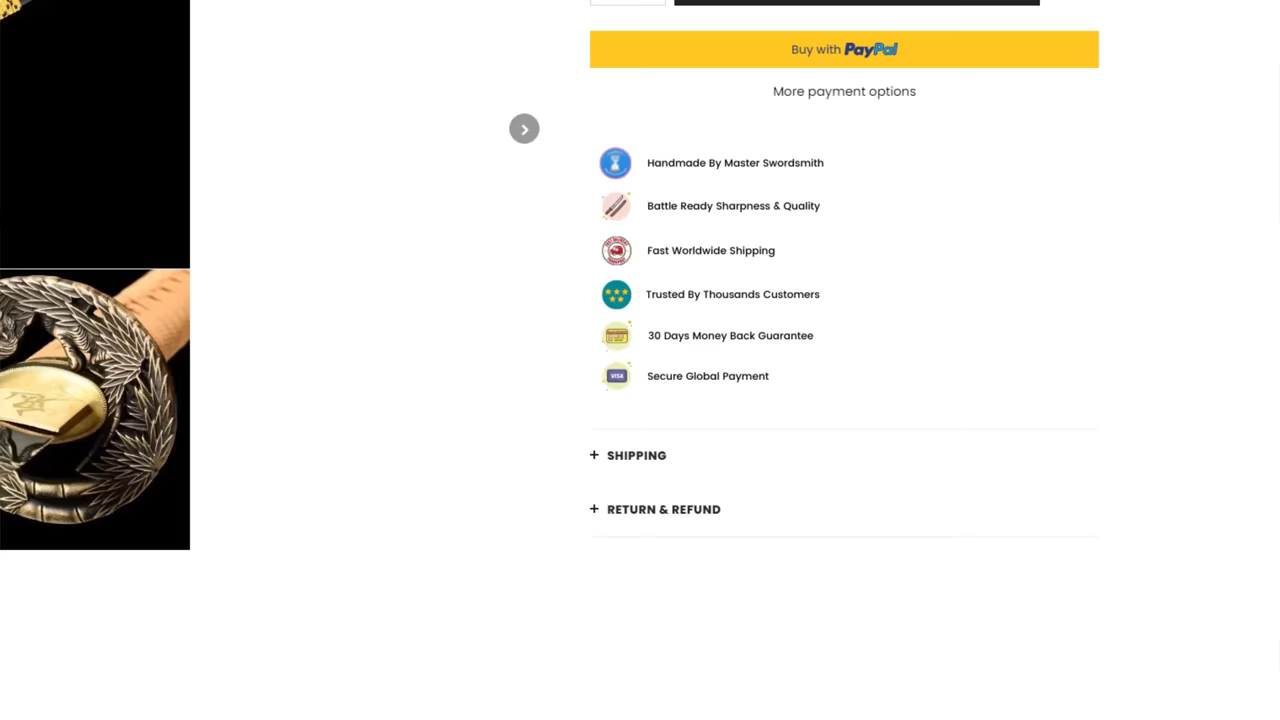 Buy with PayPal
More payment options
Handmade By Master Swordsmith
Battle Ready Sharpness & Quality
Fast Worldwide Shipping
Trusted By Thousands Customers
30 Days Money Back Guarantee
VISA
Secure Global Payment
+ SHIPPING
+ RETURN & REFUND